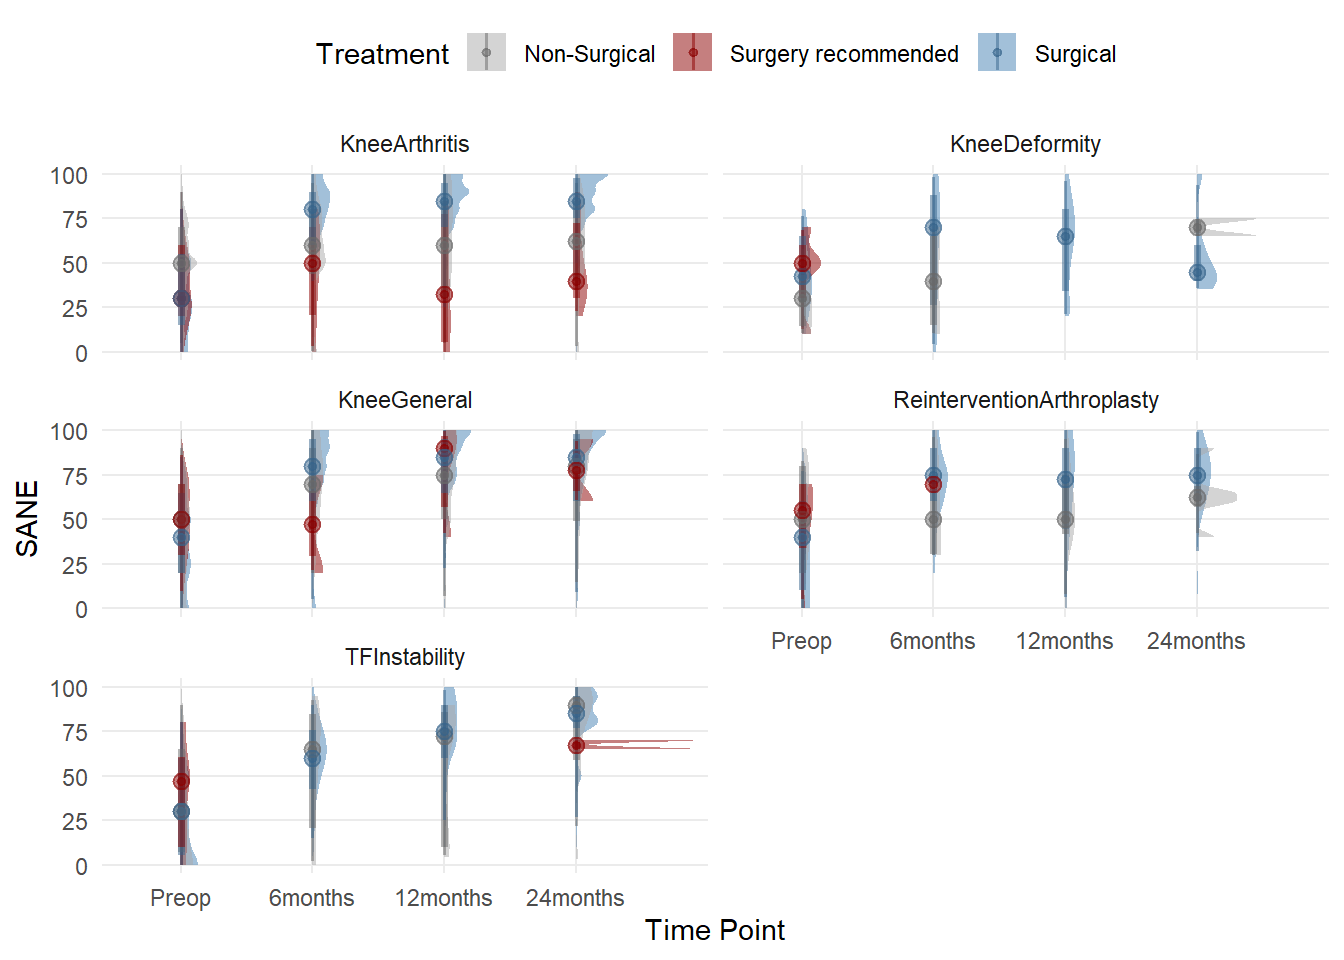 Treatment Non-Surgical Surgery recommended Surgical
KneeArthritis KneeDeformity
100
75
50
25
0
KneeGeneral ReinterventionArthroplasty
100
75
50
25
0
Preop 6months 12months 24months
TFInstability
100
75
50
25
0
Preop 6months 12months 24months
SANE
Time Point